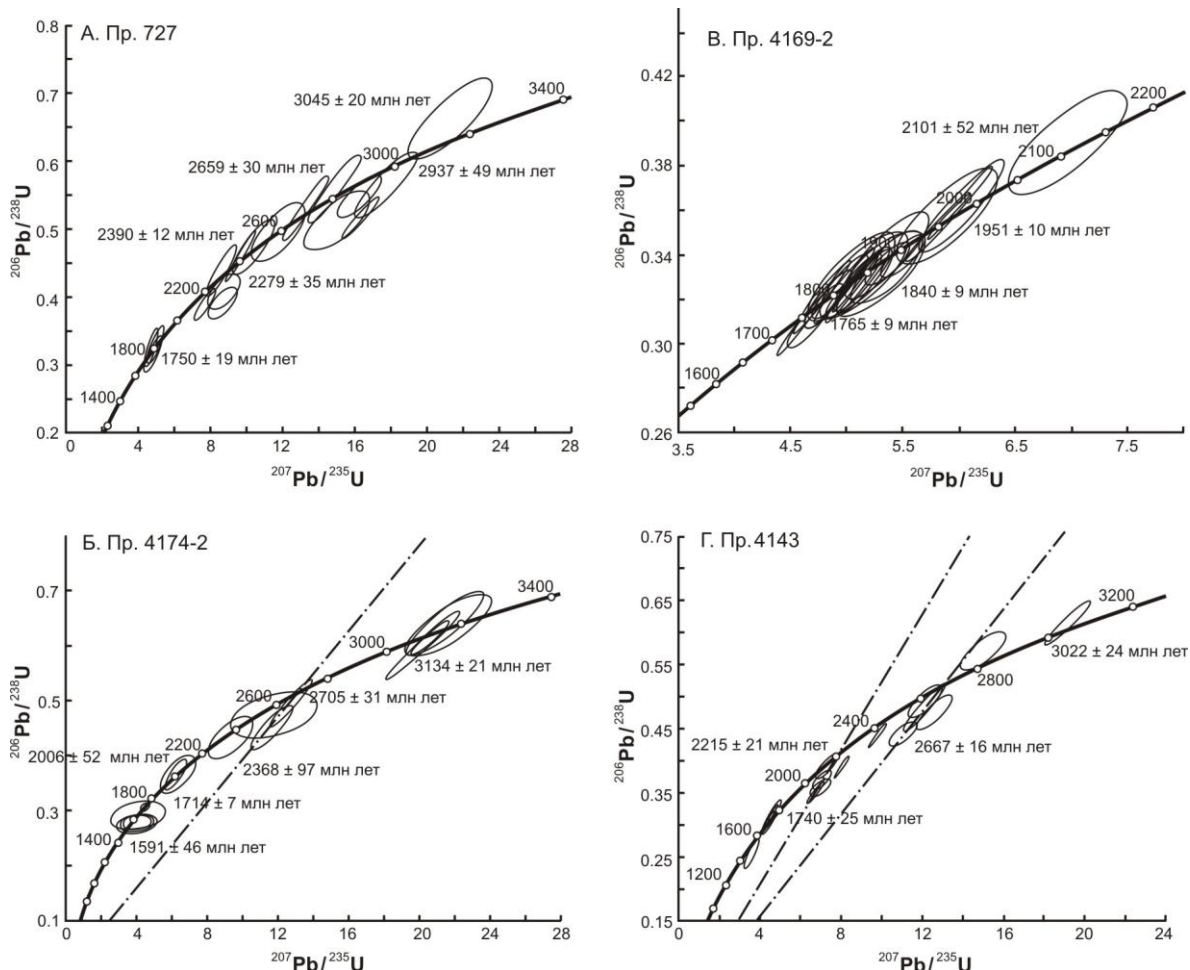 А. Пр. 727
0.8
0.7
0.6
0.5
0.4
0.3
0.2
206Pb/238U
3045 ± 20 млн лет
3400
2659 ± 30 млн лет
3000
2937 ± 49 млн лет
2390 ± 12 млн лет
2600
2279 ± 35 млн лет
2200
1800
1750 ± 19 млн лет
1400
0 4 8 12 16 20 24 28
207Pb/235U
В. Пр. 4169-2
0.42
0.38
0.34
0.30
0.26
206Pb/238U
2200
2101 ± 52 млн лет
2100
2000
1951 ± 10 млн лет
1900
1840 ± 9 млн лет
1800
1765 ± 9 млн лет
1700
1600
3.5 4.5 5.5 6.5 7.5
207Pb/235U
Б. Пр. 4174-2
0.7
0.5
0.3
0.1
206Pb/238U
3400
3000
3134 ± 21 млн лет
2600
2705 ± 31 млн лет
2200
2006 ± 52 млн лет
2368 ± 97 млн лет
1800
1714 ± 7 млн лет
1400
1591 ± 46 млн лет
0 4 8 12 16 20 24 28
207Pb/235U
Г. Пр.4143
0.75
0.65
0.55
0.45
0.35
0.25
0.15
206Pb/238U
3200
3022 ± 24 млн лет
2800
2400
2215 ± 21 млн лет
2667 ± 16 млн лет
2000
1740 ± 25 млн лет
1600
1200
0 4 8 12 16 20 24
207Pb/235U